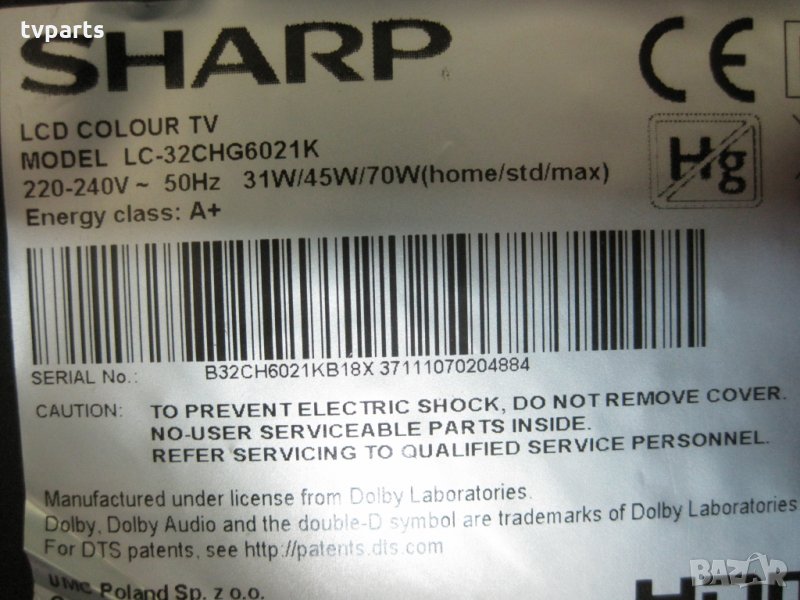 tvparts
SHARP
CE
LCD COLOUR TV
MODEL LC-32CHG6021K
220-240V ~ 50Hz 31W/45W/70W(home/std/max)
Hg
Energy class: A+
SERIAL No.: B32CH6021KB18X 37111070204884
CAUTION: TO PREVENT ELECTRIC SHOCK, DO NOT REMOVE COVER.
NO-USER SERVICEABLE PARTS INSIDE.
REFER SERVICING TO QUALIFIED SERVICE PERSONNEL.
Manufactured under license from Dolby Laboratories.
Dolby, Dolby Audio and the double-D symbol are trademarks of Dolby Laboratories
For DTS patents, see http://patents.dts.com
UMC Poland Sp. z o.o.
BAZAR